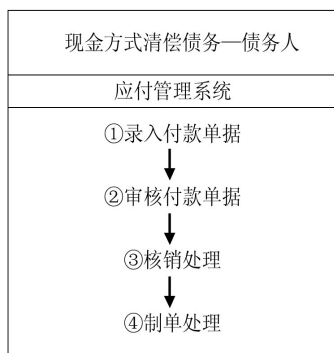 现金方式清偿债务—债务人
应付管理系统
①录入付款单据
②审核付款单据
③核销处理
④制单处理